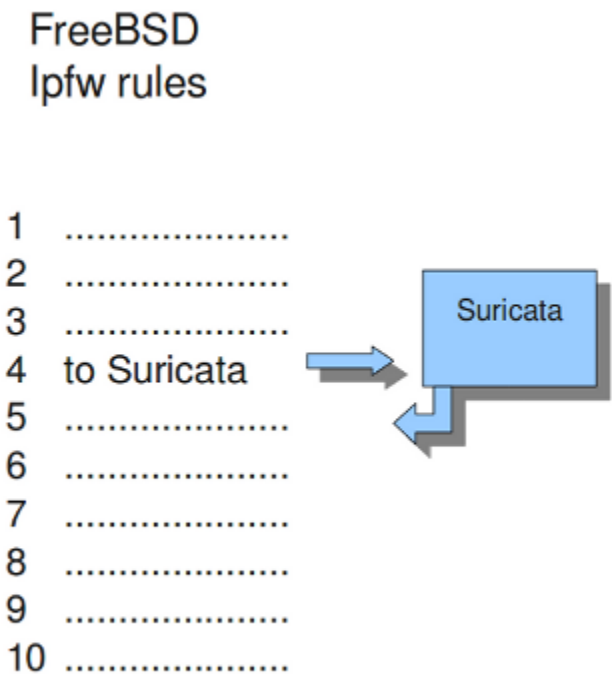 FreeBSD
Ipfw rules
1 .....................
2 .....................
3 .....................
4 to Suricata
Suricata
5 .....................
6 .....................
7 .....................
8 .....................
9 .....................
10 .....................